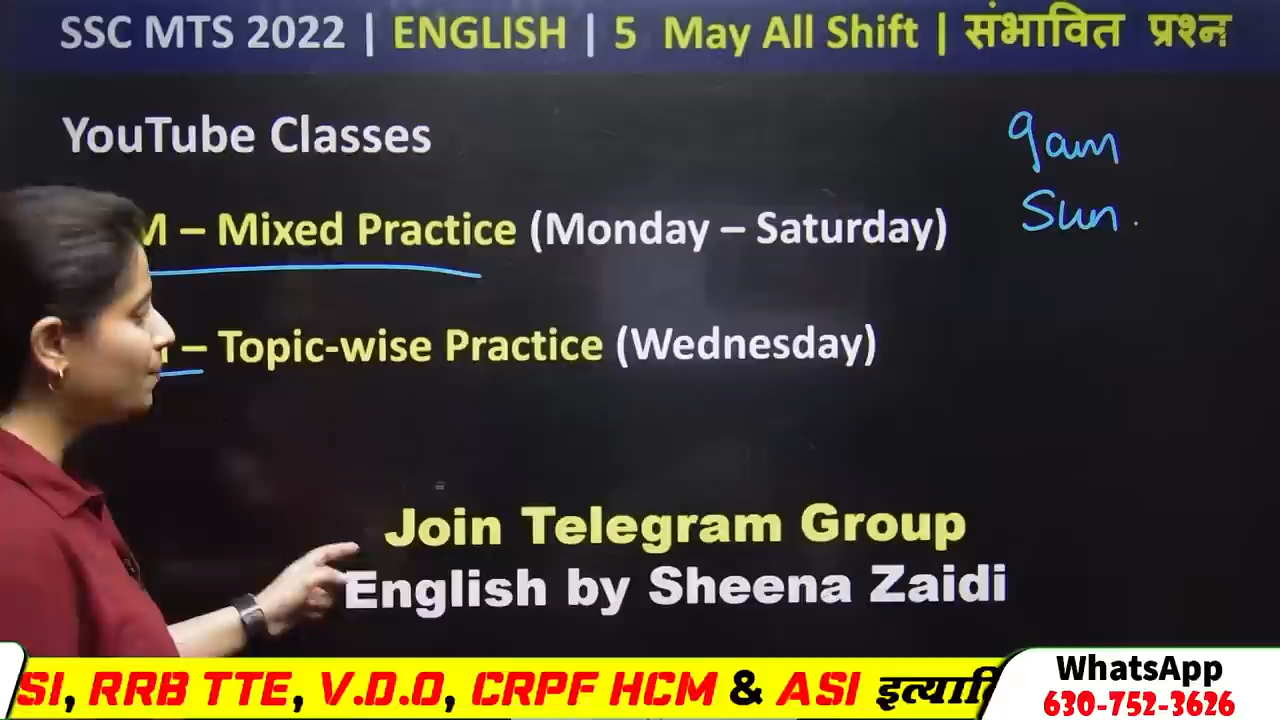 SSC MTS 2022 | ENGLISH | 5 May All Shift | संभावित प्रश्न
YouTube Classes
9am
M – Mixed Practice (Monday – Saturday)
Sun.
– Topic-wise Practice (Wednesday)
Join Telegram Group
English by Sheena Zaidi
SI, RRB TTE, V.D.O, CRPF HCM & ASI
WhatsApp
630-752-3626